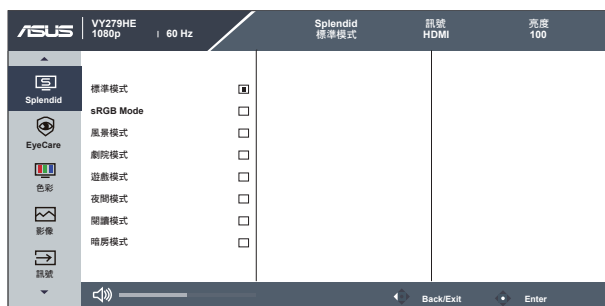 ASUS
VY279HE
1080p | 60 Hz
Splendid
標準模式
訊號
HDMI
亮度
100
Splendid
EyeCare
色彩
影像
訊號
標準模式
sRGB Mode
風景模式
劇院模式
遊戲模式
夜間模式
閱讀模式
暗房模式
Back/Exit
Enter